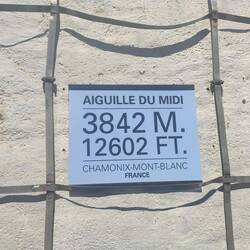 AIGUILLE DU MIDI
3842 M.
12602 FT.
CHAMONIX-MONT-BLANC
FRANCE